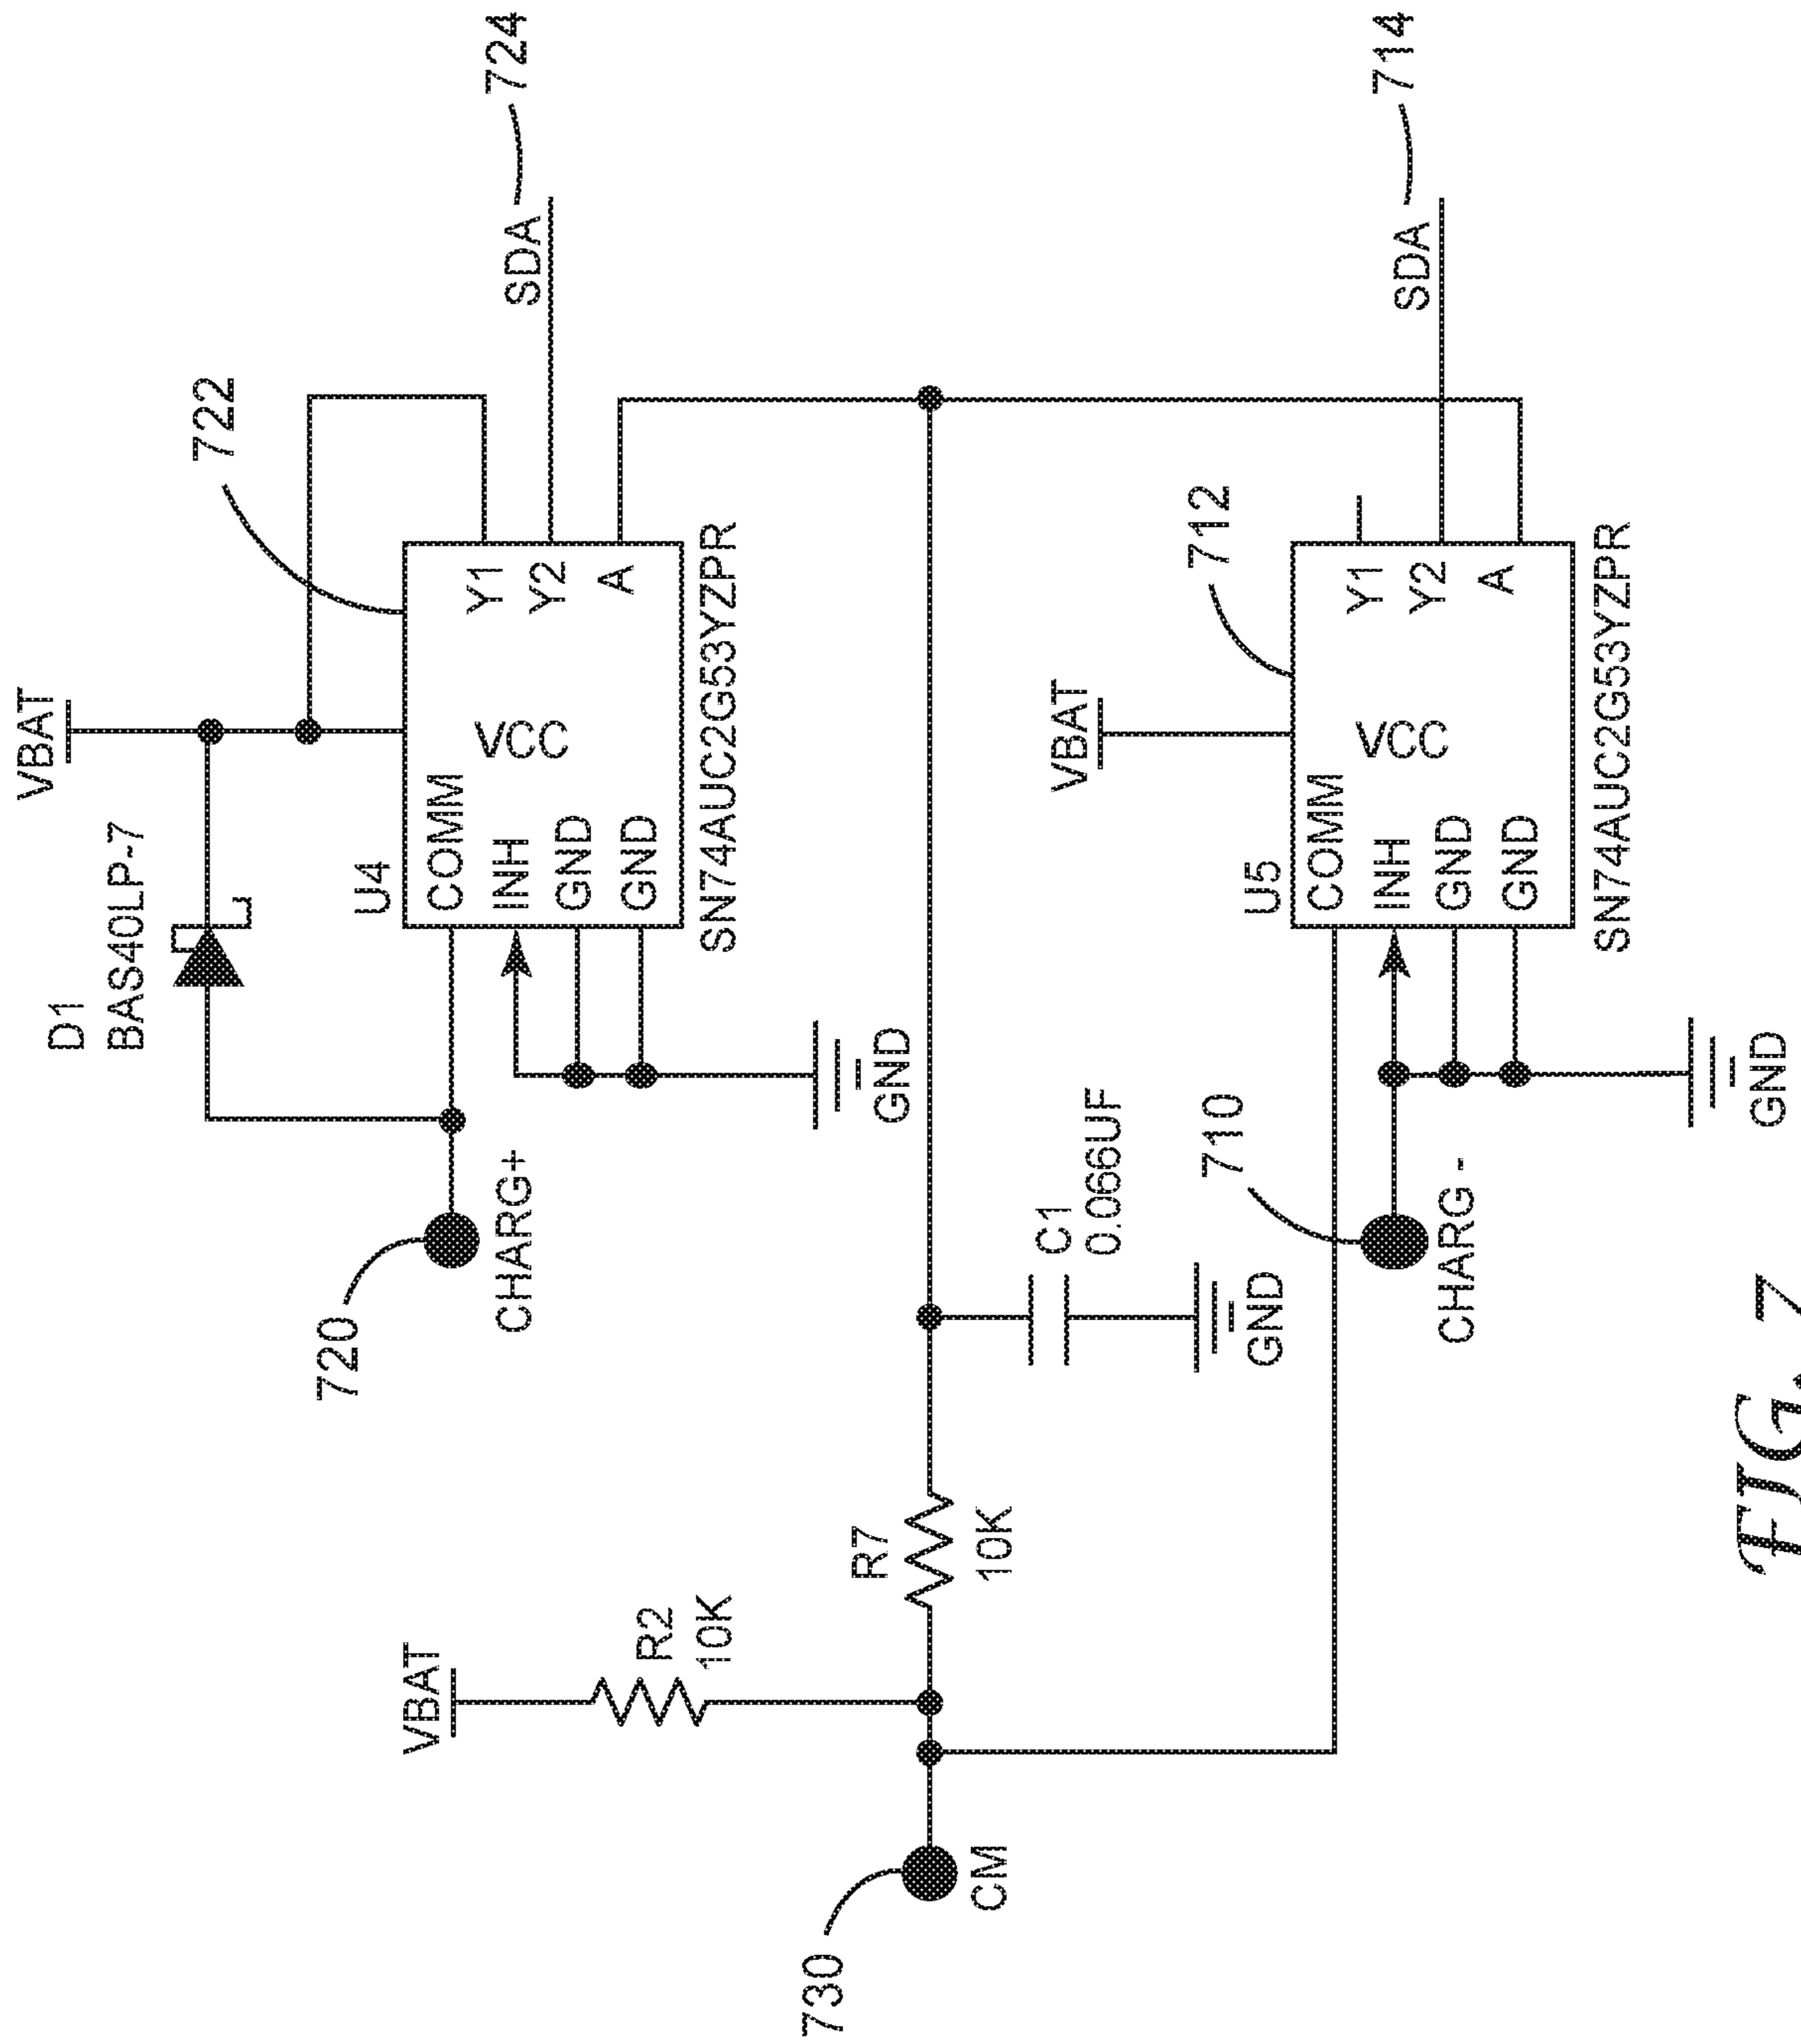 VBAT
D1
BAS40LP-7
722
U4
COMM
INH
GND
GND
VCC
Y1
Y2
A
SN74AUC2G53YZPR
SDA
724
720
CHARG+
GND
VBAT
R2
10K
R7
10K
730
CM
C1
0.066UF
GND
VBAT
712
U5
COMM
INH
GND
GND
VCC
Y1
Y2
A
SN74AUC2G53YZPR
SDA
714
710
CHARG -
GND
FIG. 7